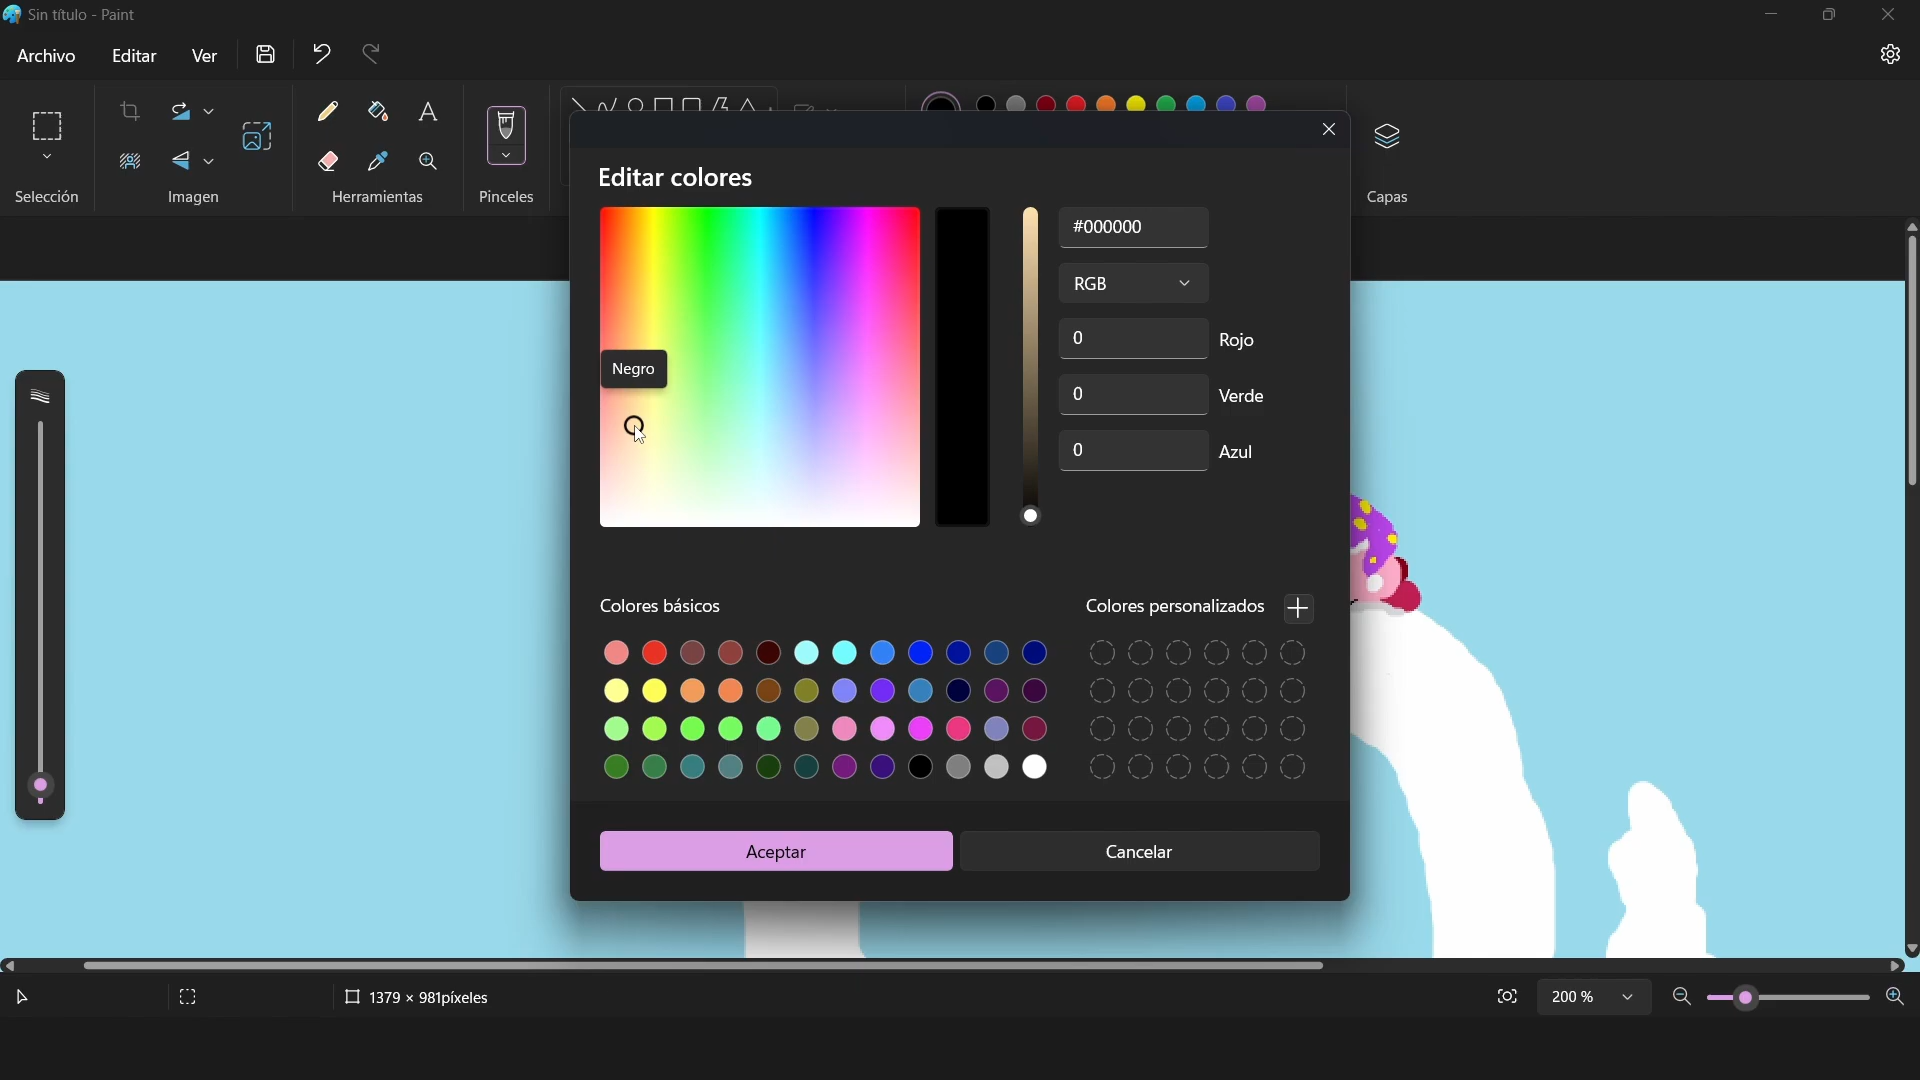 Sin título - Paint
Archivo Editar Ver
Selección Imagen Herramientas Pinceles Capas
Editar colores
#000000
RGB
0 Rojo
Negro
0 Verde
0 Azul
Colores básicos Colores personalizados
Aceptar Cancelar
1379 × 981píxeles 200 %